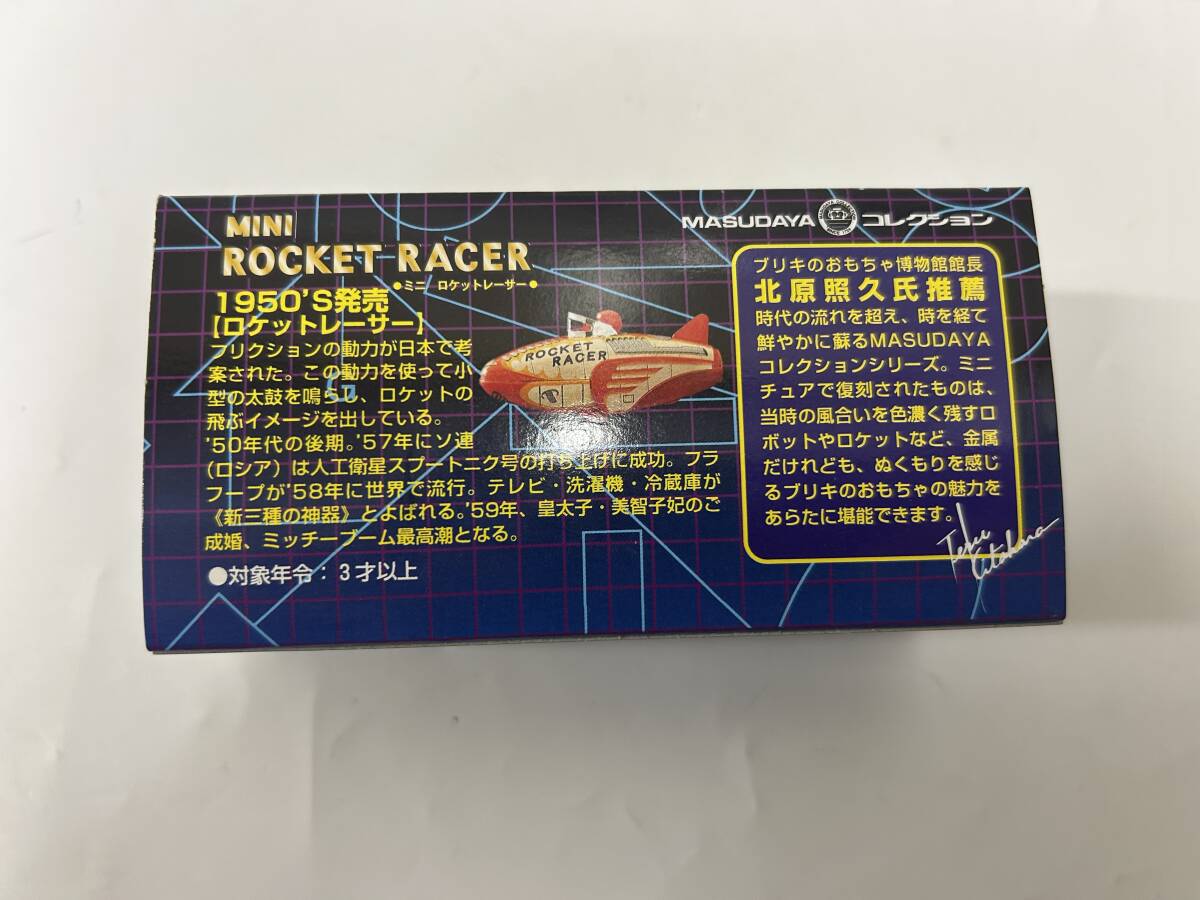 MINI
ROCKET RACER
●ミニ ロケットレーサー●
1950'S発売
【ロケットレーサー】
フリクションの動力が日本で考
案された。この動力を使って小
型の太鼓を鳴らし、ロケットの
飛ぶイメージを出している。
'50年代の後期。'57年にソ連
(ロシア)は人工衛星スプートニク号の打ち上げに成功。フラ
フープが'58年に世界で流行。テレビ・洗濯機・冷蔵庫が
《新三種の神器》とよばれる。'59年、皇太子・美智子妃のご
成婚、ミッチーブーム最高潮となる。
●対象年令:3才以上
ROCKET
RACER
MASUDAYA コレクション
ブリキのおもちゃ博物館館長
北原照久氏推薦
時代の流れを超え、時を経て
鮮やかに蘇るMASUDAYA
コレクションシリーズ。ミニ
チュアで復刻されたものは、
当時の風合いを色濃く残すロ
ボットやロケットなど、金属
だけれども、ぬくもりを感じ
るブリキのおもちゃの魅力を
あらたに堪能できます。
Teru
Kitahara